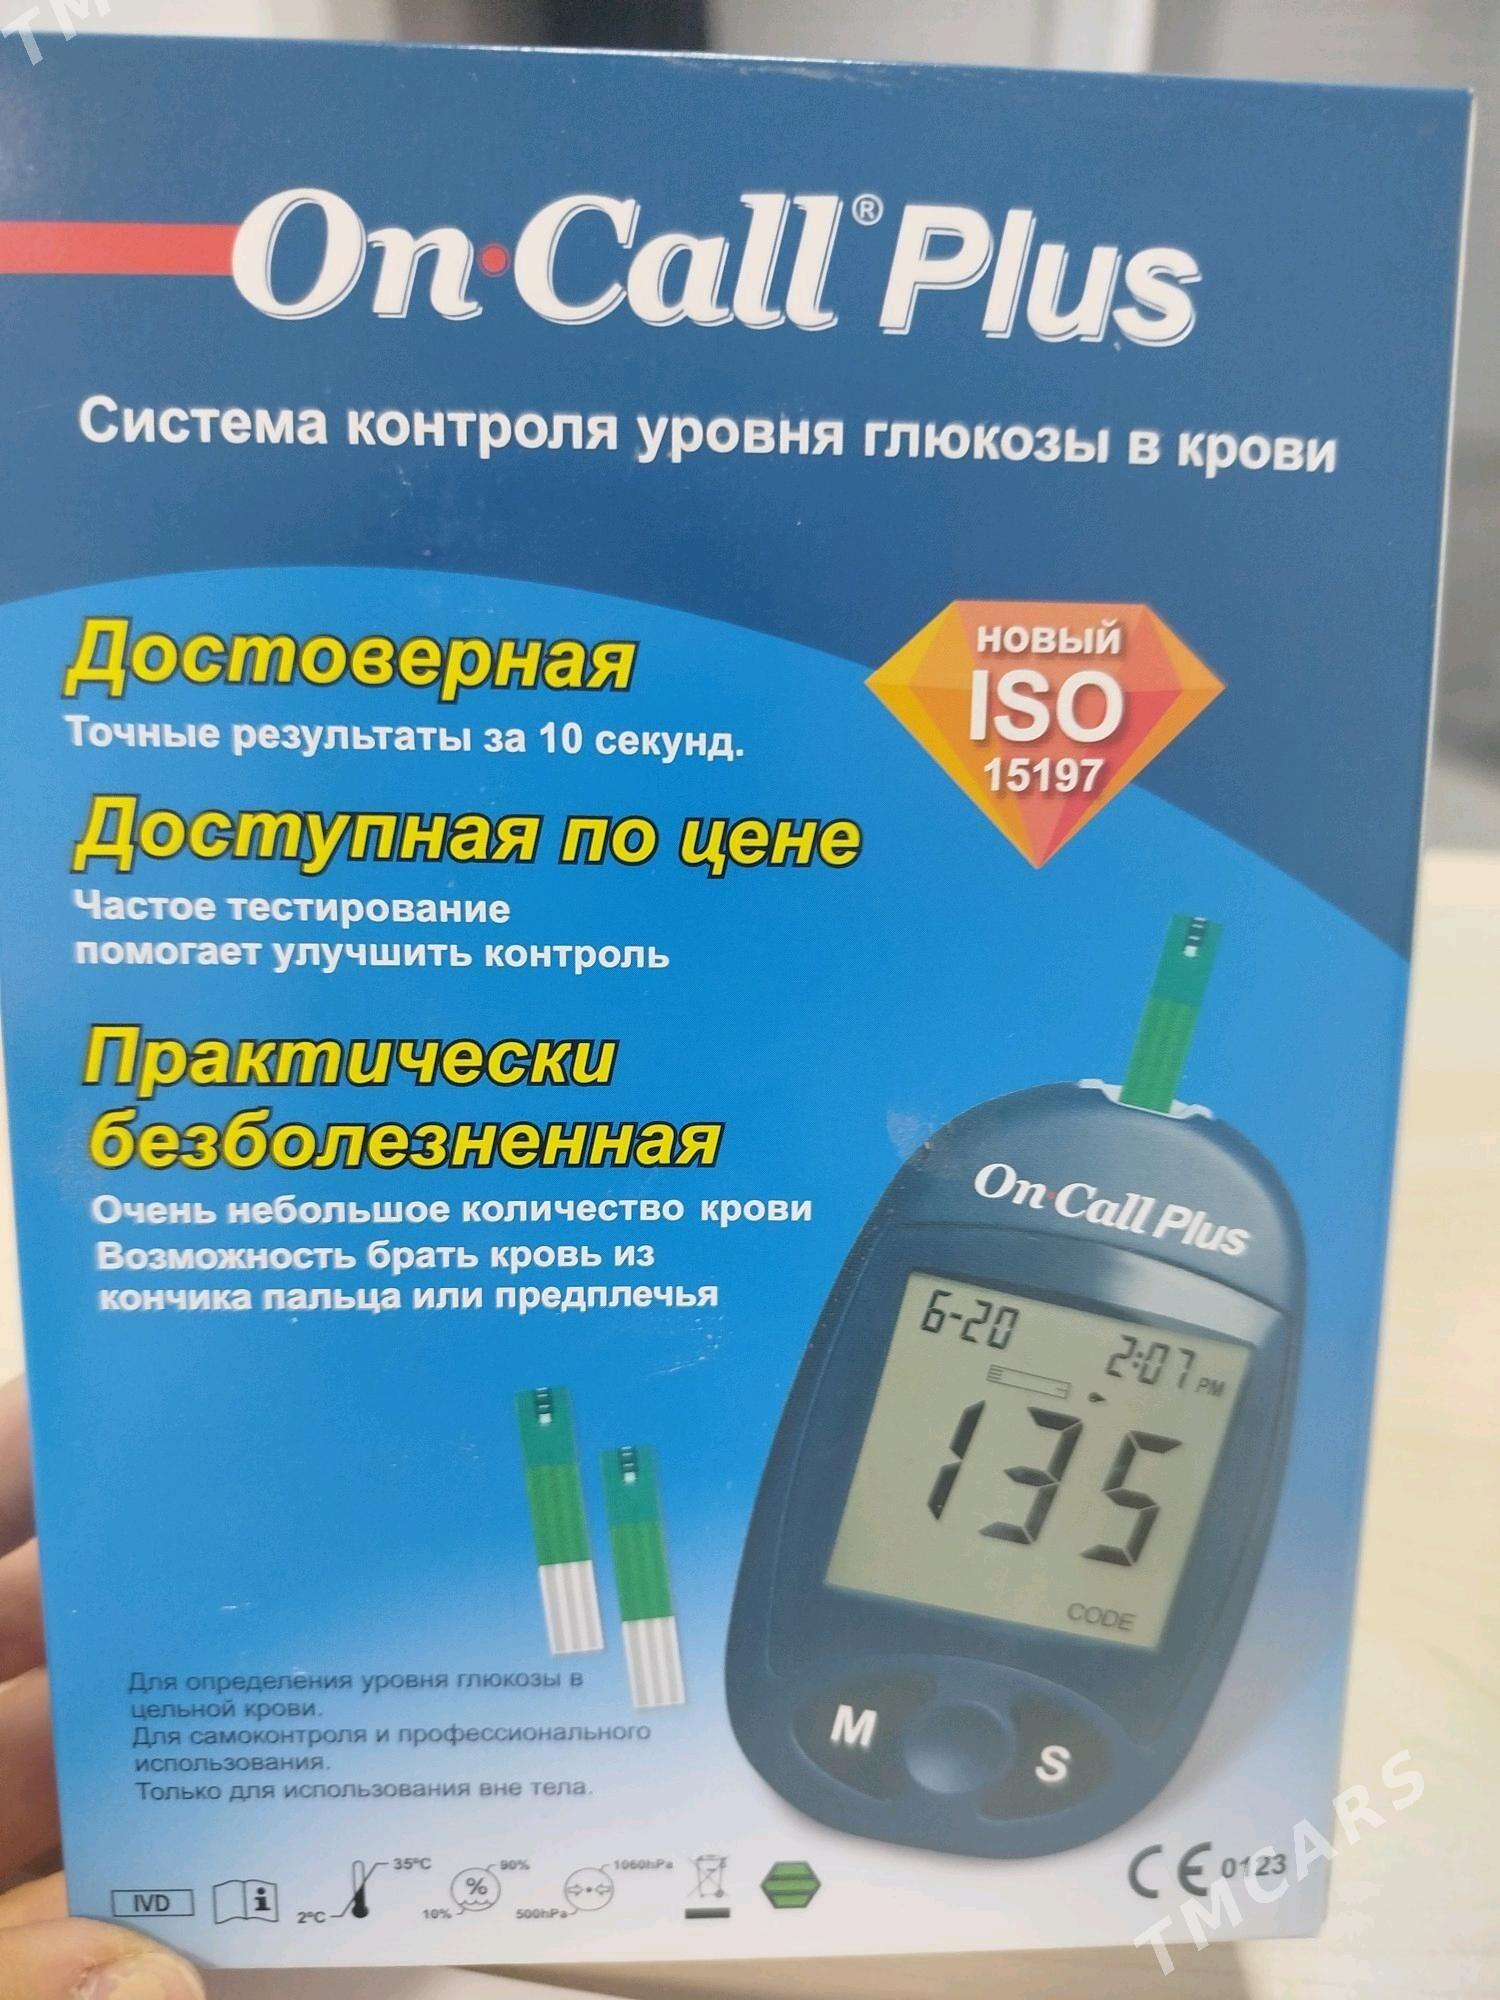 TM
On·Call® Plus
Система контроля уровня глюкозы в крови
Достоверная
Точные результаты за 10 секунд.
НОВЫЙ
ISO
15197
Доступная по цене
Частое тестирование
помогает улучшить контроль
Практически
безболезненная
Очень небольшое количество крови
Возможность брать кровь из
кончика пальца или предплечья
On·Call Plus
6-20
2:07 PM
135
CODE
M
S
Для определения уровня глюкозы в
цельной крови.
Для самоконтроля и профессионального
использования.
Только для использования вне тела.
IVD
i
2°C
35°C
10%
%
90%
500hPa
1060hPa
CE 0123
TMCARS